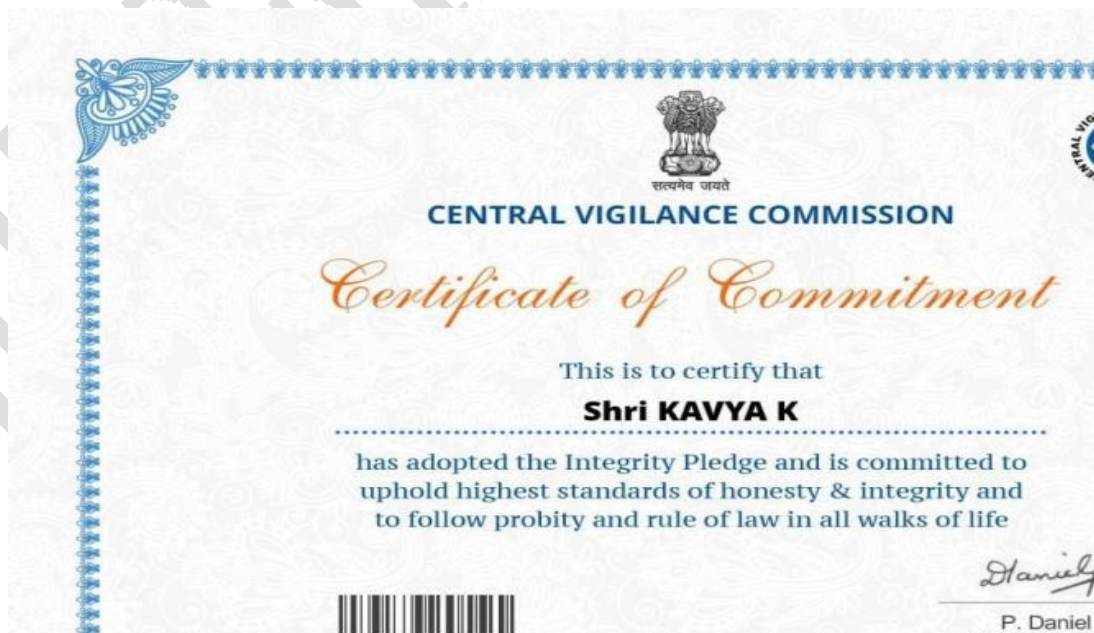 सत्यमेव जयते
CENTRAL VIGILANCE COMMISSION
Certificate of Commitment
This is to certify that
Shri KAVYA K
has adopted the Integrity Pledge and is committed to
uphold highest standards of honesty & integrity and
to follow probity and rule of law in all walks of life
P. Daniel